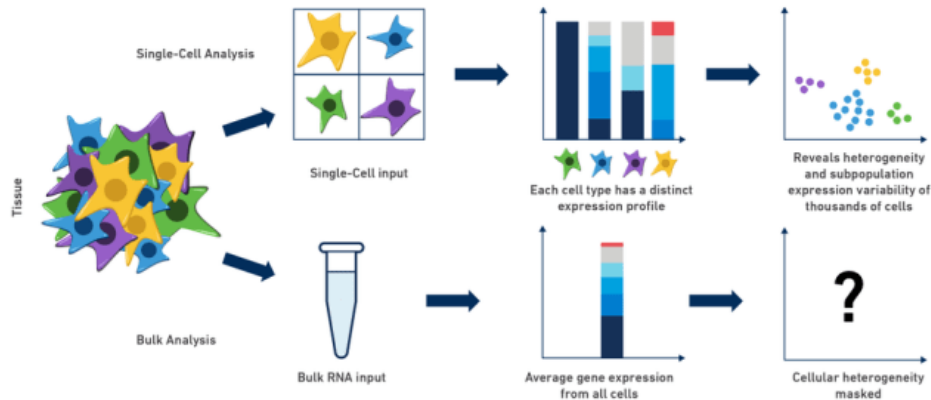 Single-Cell Analysis
Tissue
Single-Cell input
Each cell type has a distinct
expression profile
Reveals heterogeneity
and subpopulation
expression variability of
thousands of cells
Bulk Analysis
Bulk RNA input
Average gene expression
from all cells
?
Cellular heterogeneity
masked